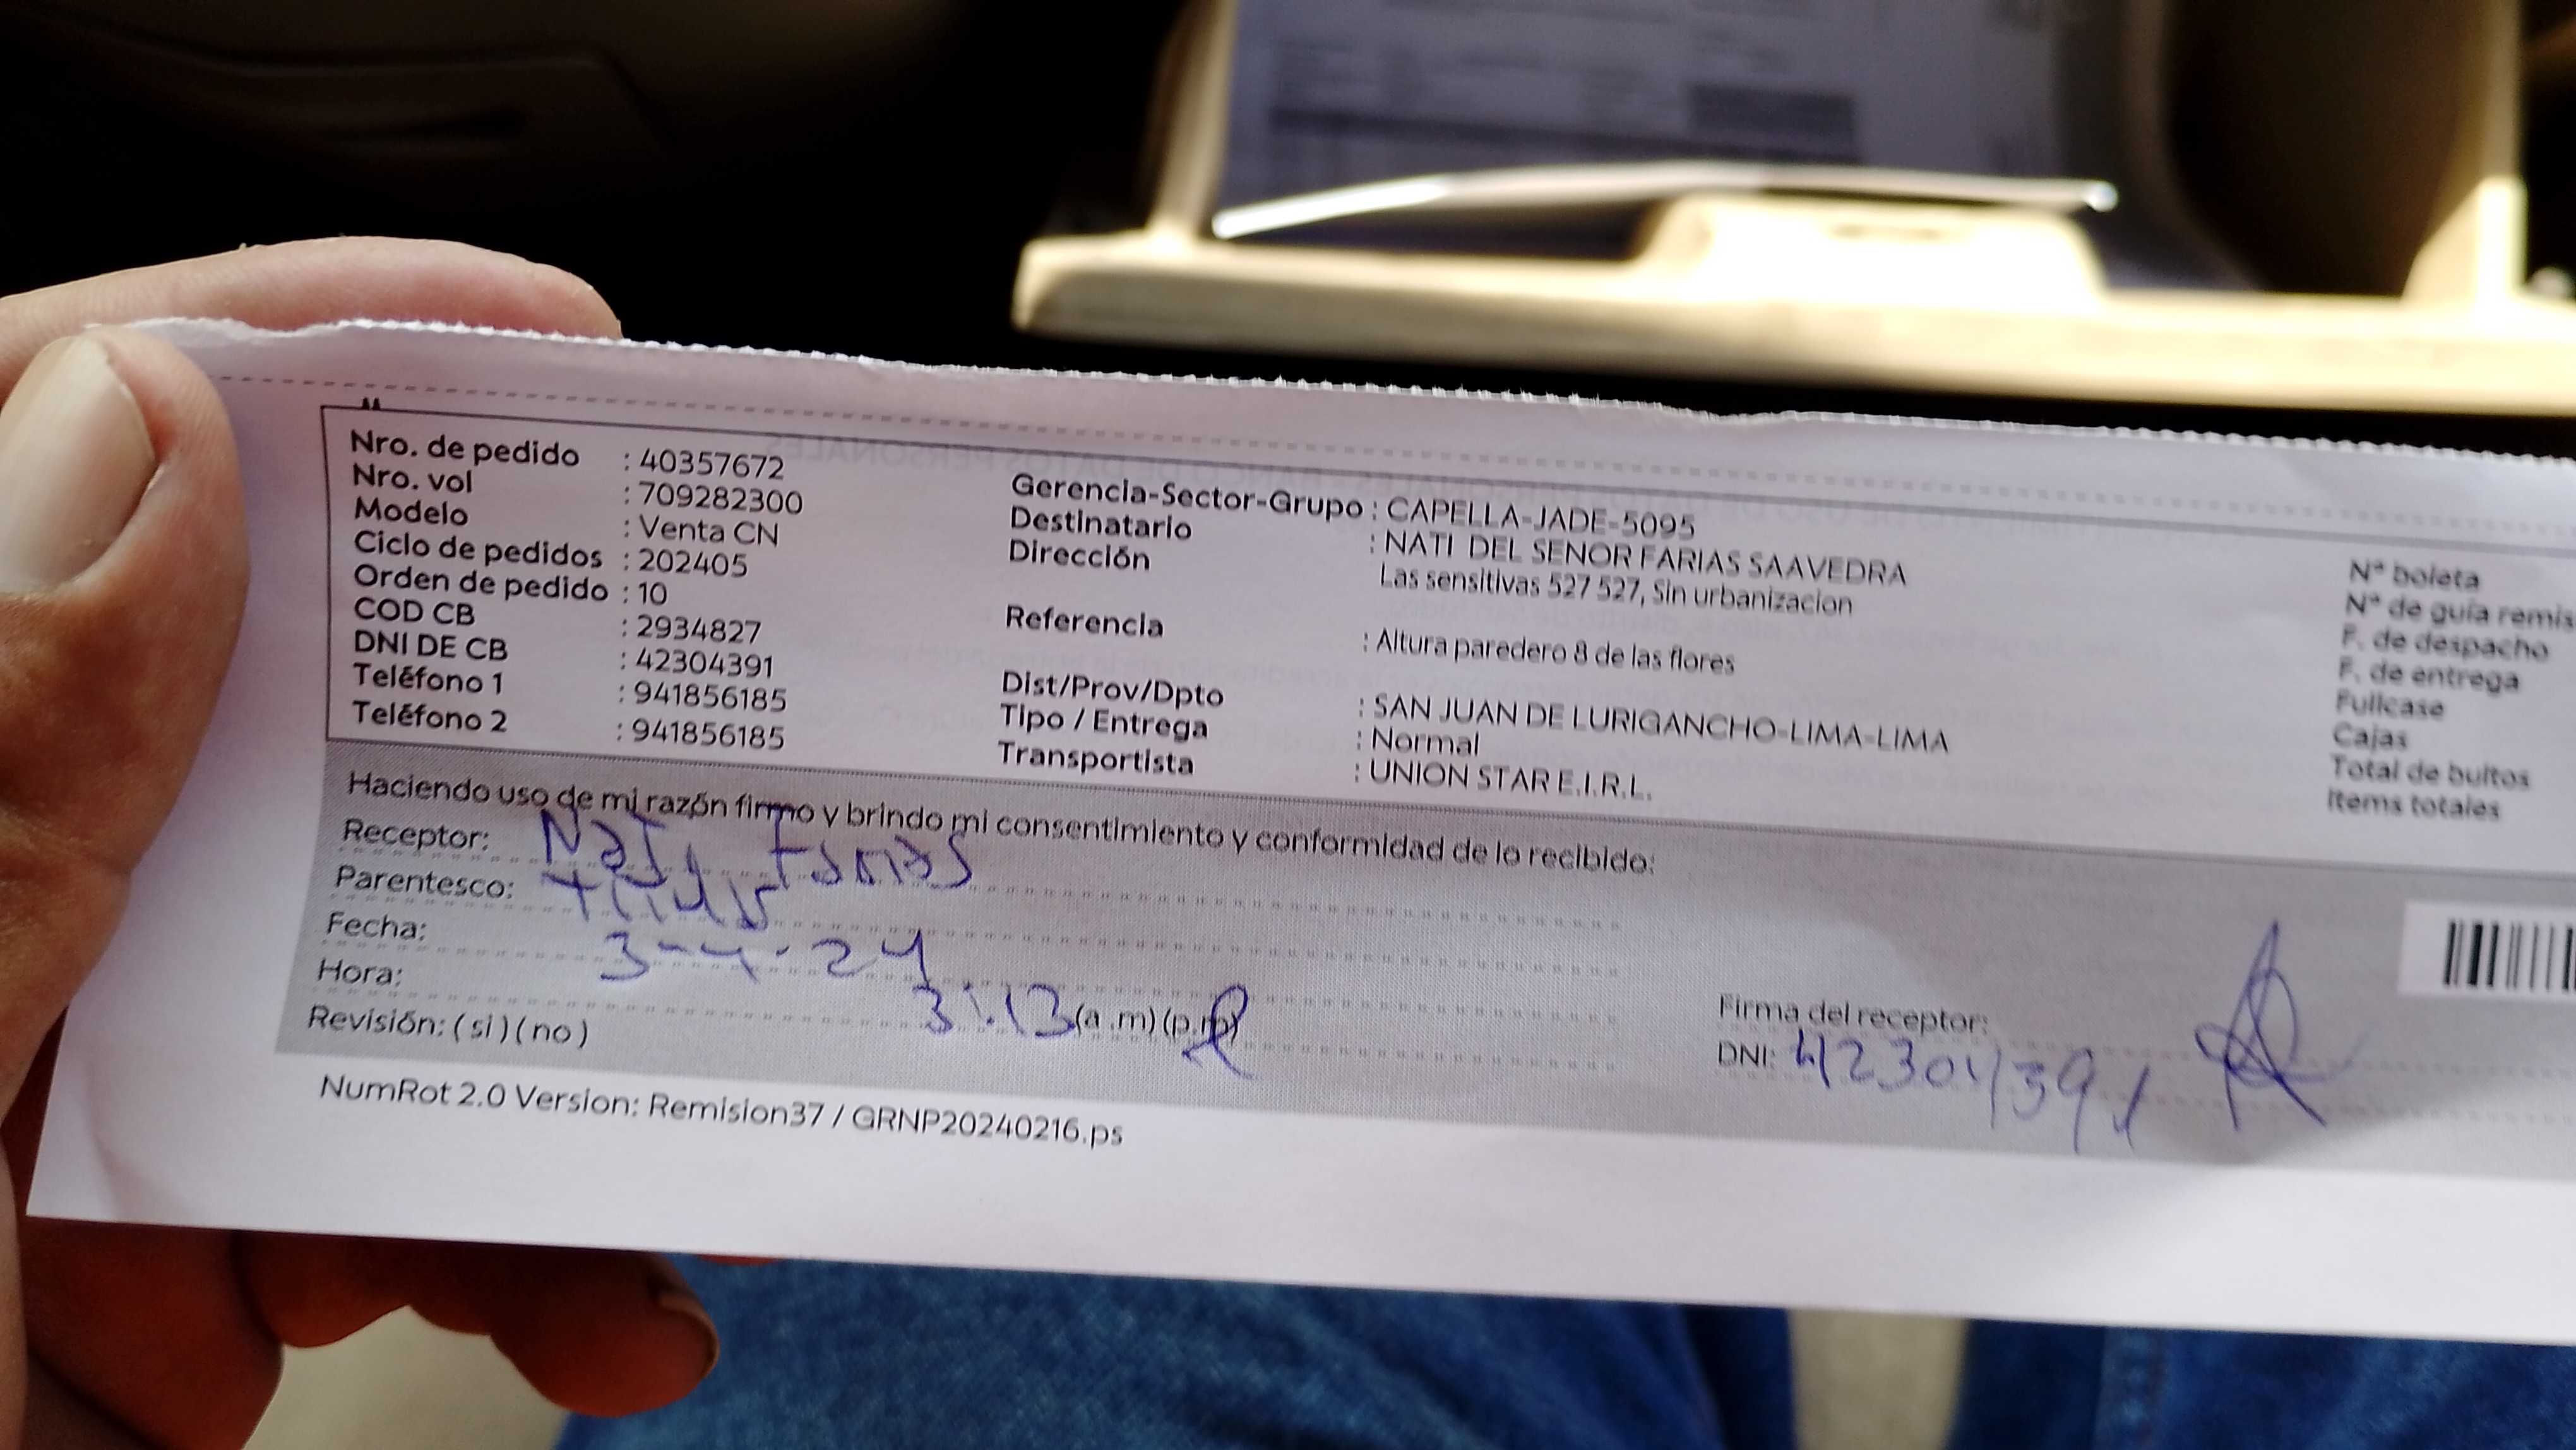 Nro. de pedido : 40357672
Nro. vol : 709282300
Modelo : Venta CN
Ciclo de pedidos : 202405
Orden de pedido : 10
COD CB : 2934827
DNI DE CB : 42304391
Teléfono 1 : 941856185
Teléfono 2 : 941856185
Gerencia-Sector-Grupo : CAPELLA-JADE-5095
Destinatario : NATI DEL SENOR FARIAS SAAVEDRA
Dirección Las sensitivas 527 527, Sin urbanizacion
Referencia : Altura paredero 8 de las flores
Dist/Prov/Dpto : SAN JUAN DE LURIGANCHO-LIMA-LIMA
Tipo / Entrega : Normal
Transportista : UNION STAR E.I.R.L.
N° boleta
N° de guía remis
F. de despacho
F. de entrega
Fullcase
Cajas
Total de bultos
Items totales
Haciendo uso de mi razón firmo y brindo mi consentimiento y conformidad de lo recibido:
Receptor: Nati Farias
Parentesco:
Fecha: 3-4-24
Hora: 3:13 (a.m) (p.m)
Revisión: ( si ) ( no )
Firma del receptor:
DNI: 42304391
NumRot 2.0 Version: Remision37 / GRNP20240216.ps